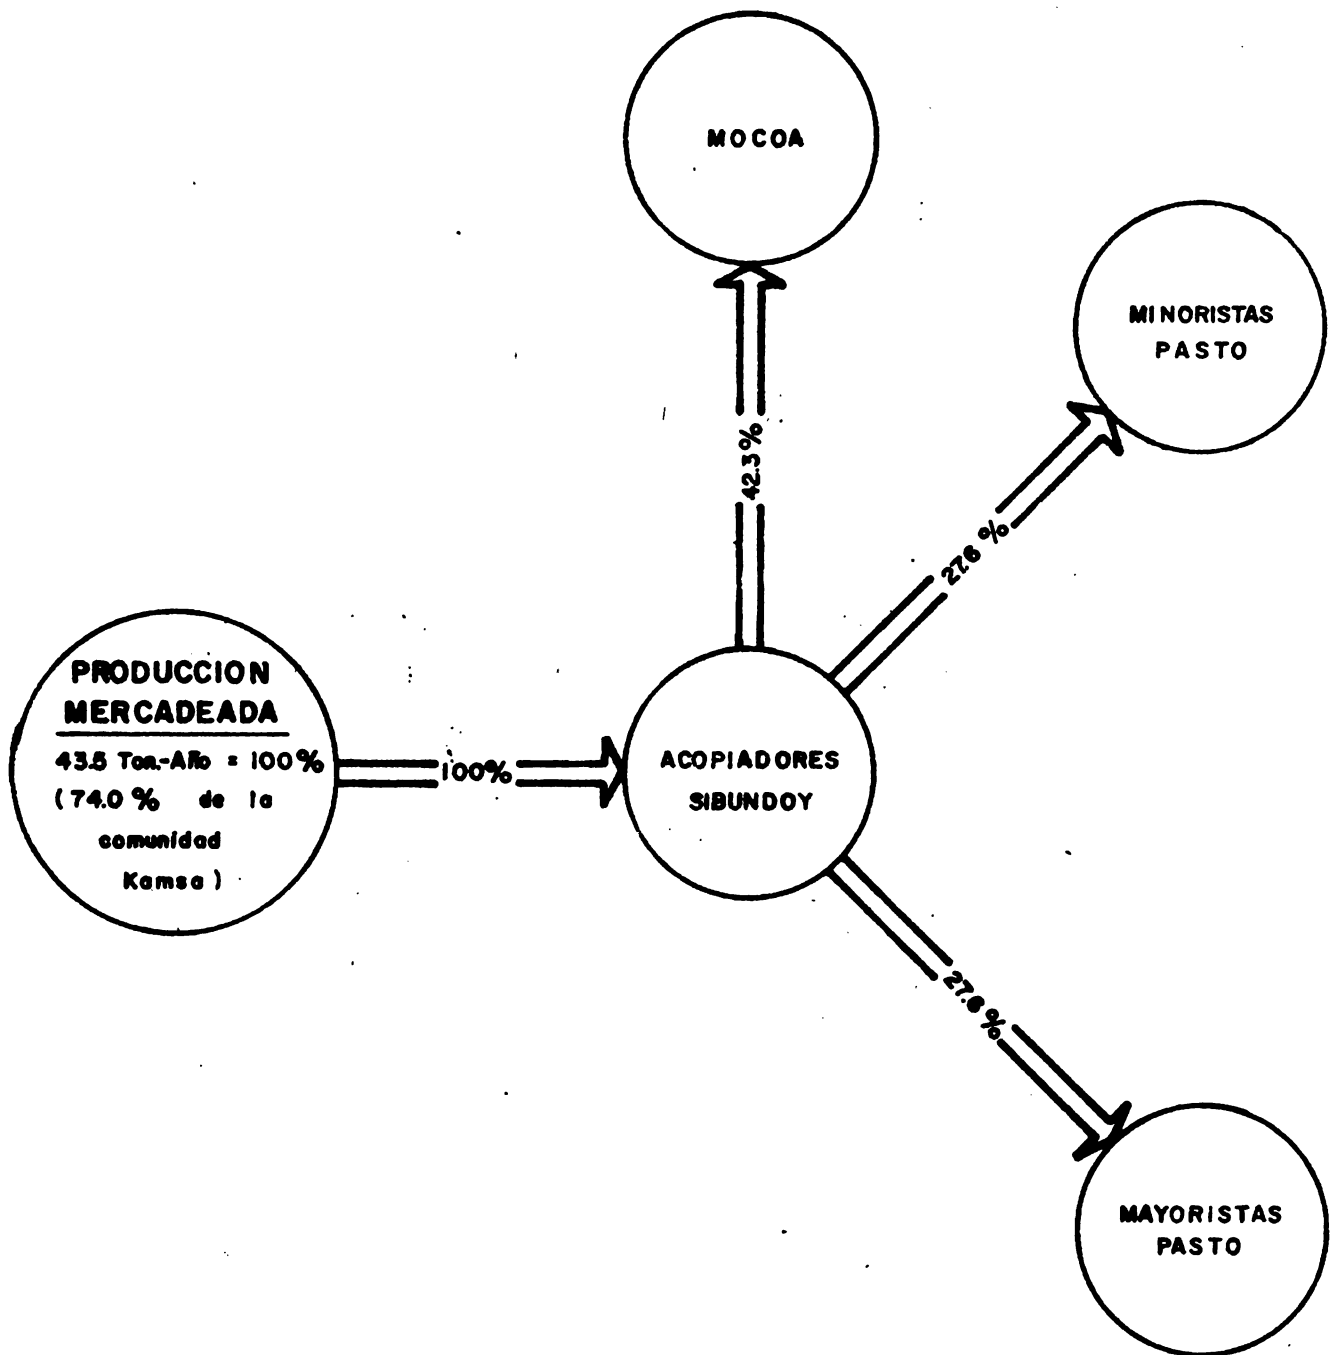 MOCOA
MINORISTAS
PASTO
42.3%
27.6 %
PRODUCCION
MERCADEADA
43.5 Ton.-Año = 100%
(74.0 % de la
comunidad
Kamsa)
100%
ACOPIADORES
SIBUNDOY
27.6 %
MAYORISTAS
PASTO